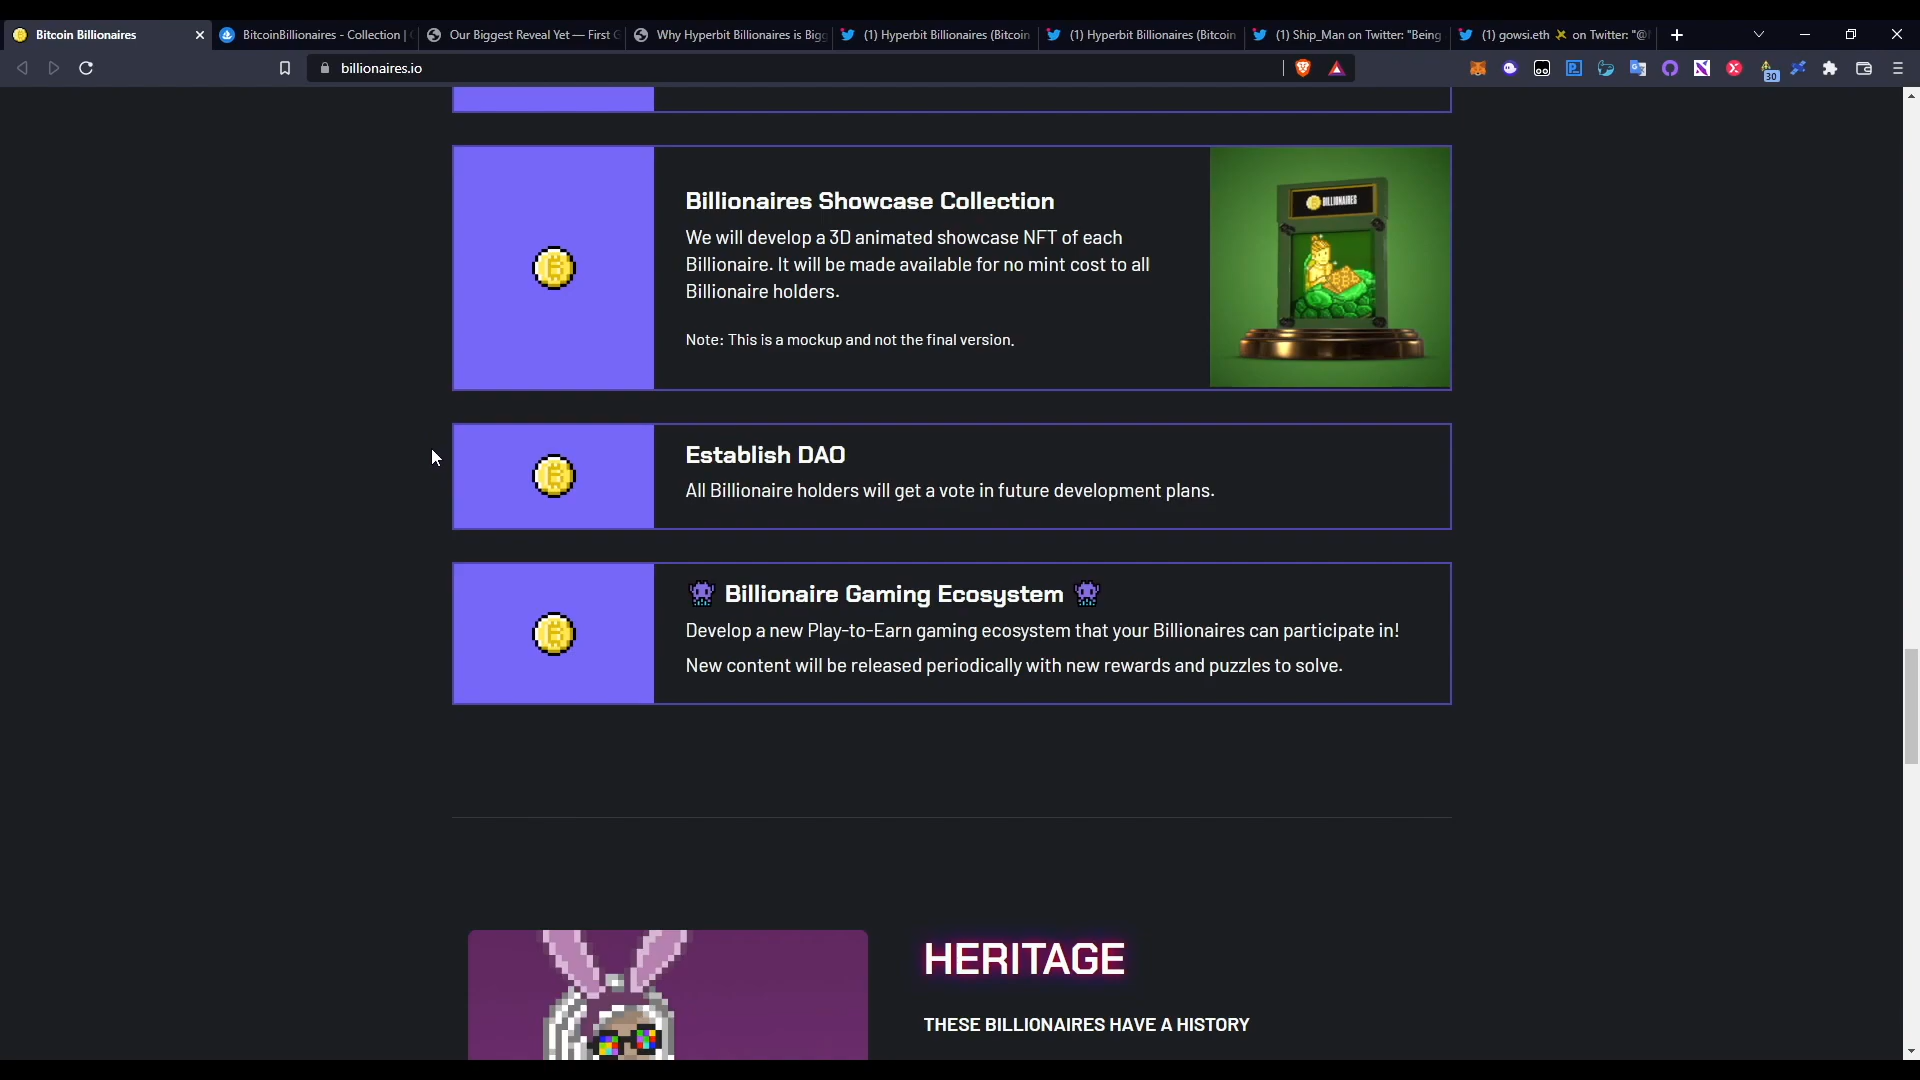 Bitcoin Billionaires
BitcoinBillionaires - Collection |
Our Biggest Reveal Yet — First G
Why Hyperbit Billionaires is Bigg
(1) Hyperbit Billionaires (Bitcoin
(1) Hyperbit Billionaires (Bitcoin
(1) Ship_Man on Twitter: "Being
(1) gowsi.eth on Twitter: "@
billionaires.io
30
BILLIONAIRES
Billionaires Showcase Collection
We will develop a 3D animated showcase NFT of each
Billionaire. It will be made available for no mint cost to all
Billionaire holders.
Note: This is a mockup and not the final version.
Establish DAO
All Billionaire holders will get a vote in future development plans.
Billionaire Gaming Ecosystem
Develop a new Play-to-Earn gaming ecosystem that your Billionaires can participate in!
New content will be released periodically with new rewards and puzzles to solve.
HERITAGE
THESE BILLIONAIRES HAVE A HISTORY